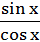 sin x
cos x